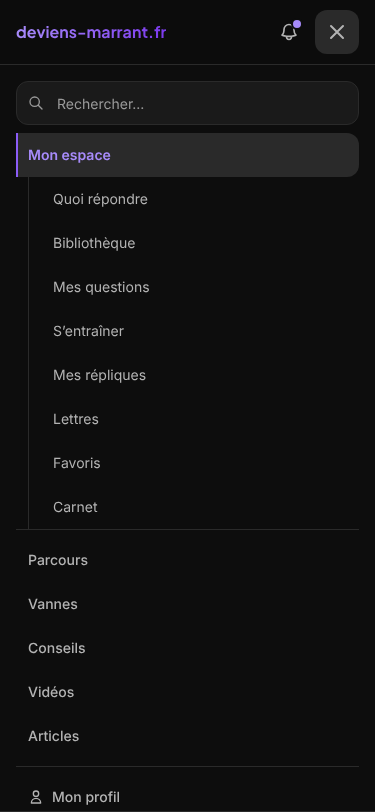 deviens-marrant.fr
Rechercher...
Mon espace
Quoi répondre
Bibliothèque
Mes questions
S’entraîner
Mes répliques
Lettres
Favoris
Carnet
Parcours
Vannes
Conseils
Vidéos
Articles
Mon profil